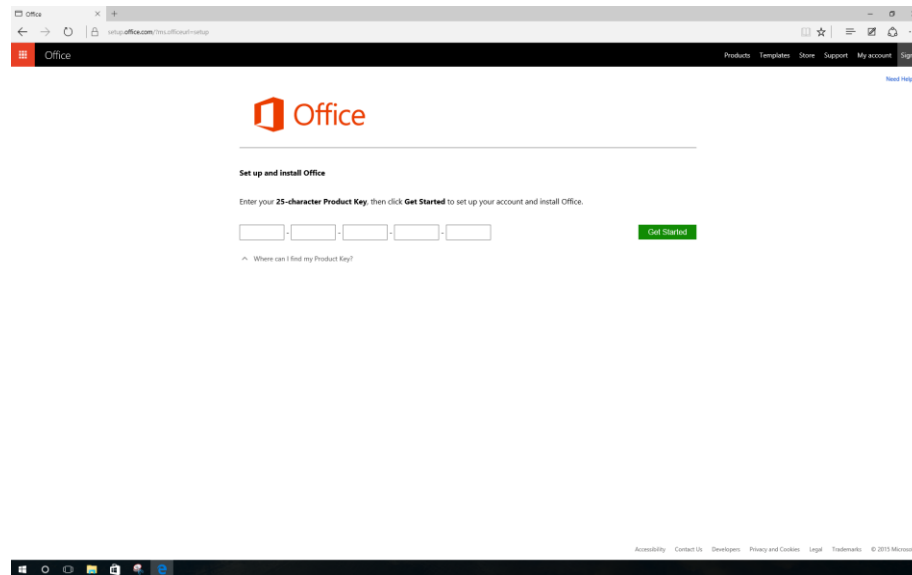 Office
setup.office.com/?ms.officeurl=setup
Office
Products Templates Store Support My account Sign
Need Help
Office
Set up and install Office
Enter your 25-character Product Key, then click Get Started to set up your account and install Office.
- - - -
Get Started
Where can I find my Product Key?
Accessibility Contact Us Developers Privacy and Cookies Legal Trademarks © 2015 Microsof